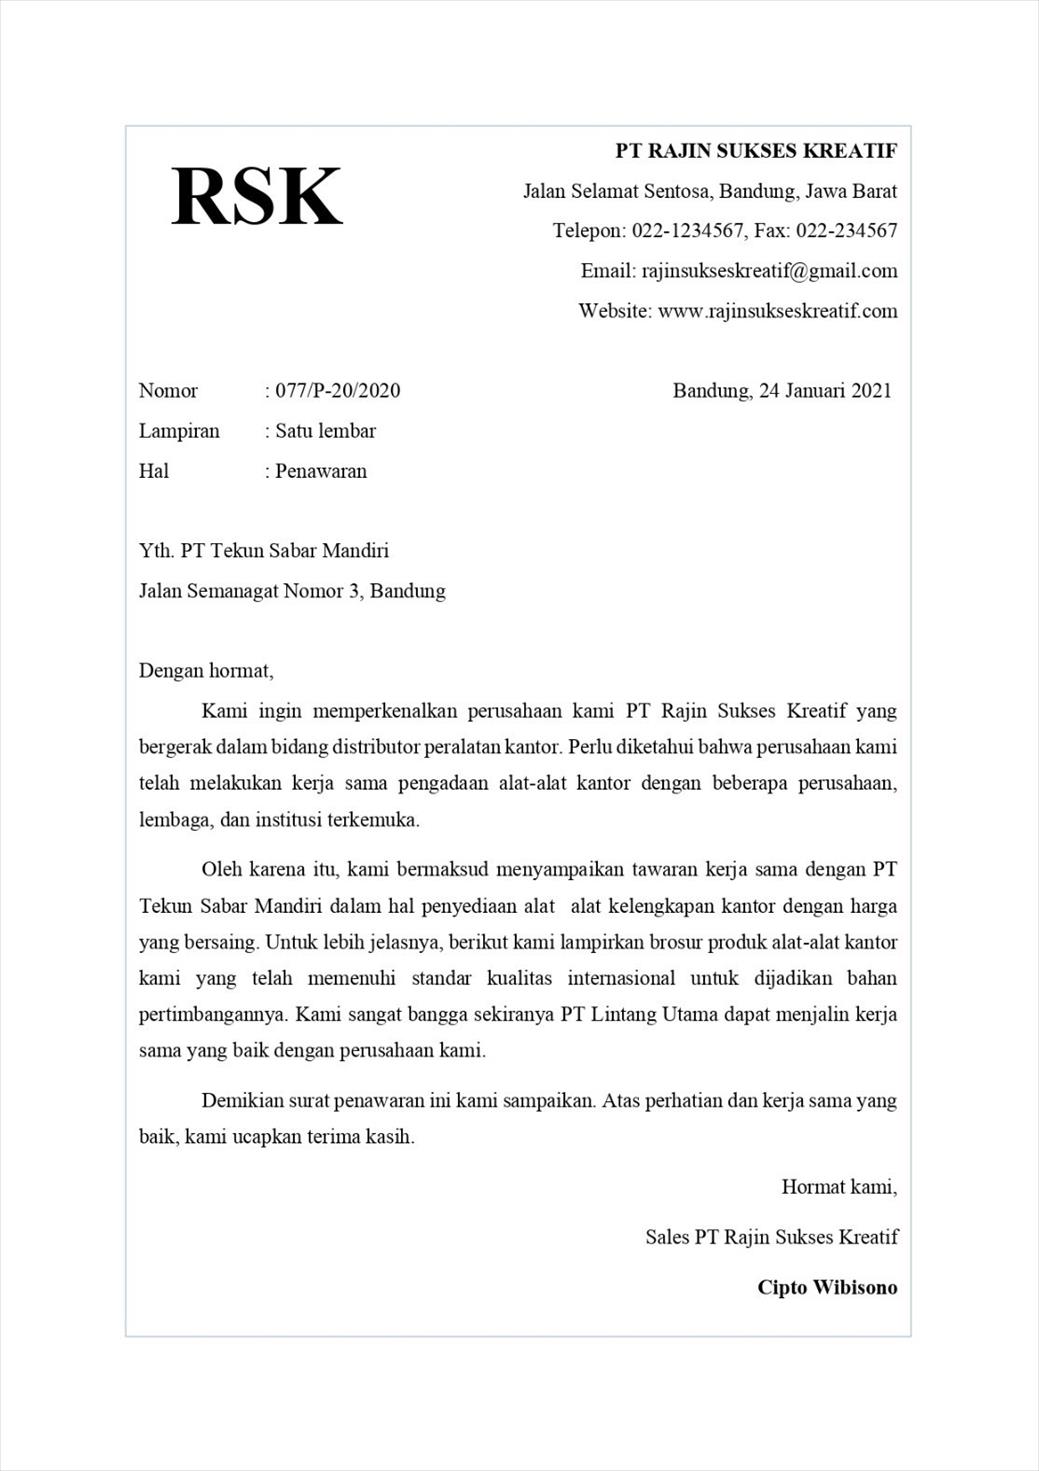 RSK
PT RAJIN SUKSES KREATIF
Jalan Selamat Sentosa, Bandung, Jawa Barat
Telepon: 022-1234567, Fax: 022-234567
Email: rajinsukseskreatif@gmail.com
Website: www.rajinsukseskreatif.com
Nomor : 077/P-20/2020 Bandung, 24 Januari 2021
Lampiran : Satu lembar
Hal : Penawaran
Yth. PT Tekun Sabar Mandiri
Jalan Semanagat Nomor 3, Bandung
Dengan hormat,
Kami ingin memperkenalkan perusahaan kami PT Rajin Sukses Kreatif yang
bergerak dalam bidang distributor peralatan kantor. Perlu diketahui bahwa perusahaan kami
telah melakukan kerja sama pengadaan alat-alat kantor dengan beberapa perusahaan,
lembaga, dan institusi terkemuka.
Oleh karena itu, kami bermaksud menyampaikan tawaran kerja sama dengan PT
Tekun Sabar Mandiri dalam hal penyediaan alat  alat kelengkapan kantor dengan harga
yang bersaing. Untuk lebih jelasnya, berikut kami lampirkan brosur produk alat-alat kantor
kami yang telah memenuhi standar kualitas internasional untuk dijadikan bahan
pertimbangannya. Kami sangat bangga sekiranya PT Lintang Utama dapat menjalin kerja
sama yang baik dengan perusahaan kami.
Demikian surat penawaran ini kami sampaikan. Atas perhatian dan kerja sama yang
baik, kami ucapkan terima kasih.
Hormat kami,
Sales PT Rajin Sukses Kreatif
Cipto Wibisono